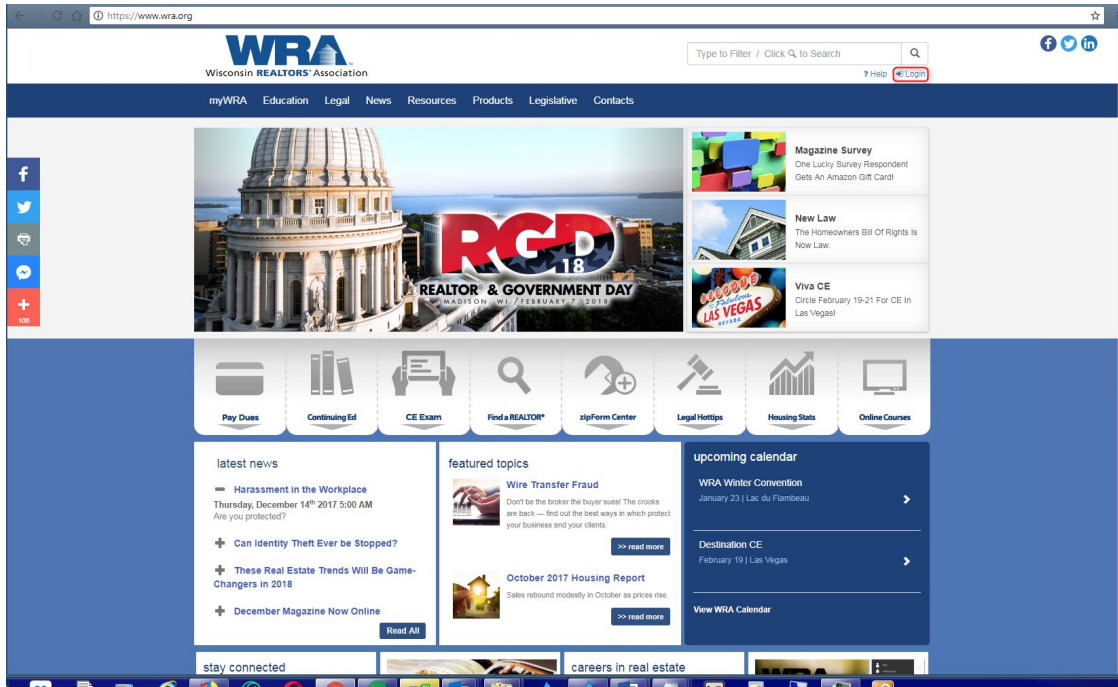 https://www.wra.org
WRA
Wisconsin REALTORS® Association
Type to Filter / Click to Search
? Help Login
myWRA Education Legal News Resources Products Legislative Contacts
RGD
18
REALTOR® & GOVERNMENT DAY
MADISON, WI / FEBRUARY 7, 2018
Magazine Survey
One Lucky Survey Respondent
Gets An Amazon Gift Card!
New Law
The Homeowners Bill Of Rights Is
Now Law.
WELCOME
TO Fabulous
LAS VEGAS
NEVADA
Viva CE
Circle February 19-21 For CE In
Las Vegas!
106
Pay Dues
Continuing Ed
CE Exam
Find a REALTOR®
zipForm Center
Legal Hottips
Housing Stats
Online Courses
latest news
Harassment in the Workplace
Thursday, December 14th 2017 5:00 AM
Are you protected?
Can Identity Theft Ever be Stopped?
These Real Estate Trends Will Be Game-
Changers in 2018
December Magazine Now Online
Read All
featured topics
Wire Transfer Fraud
Don't be the broker the buyer sues! The crooks
are back — find out the best ways in which protect
your business and your clients.
>> read more
October 2017 Housing Report
Sales rebound modestly in October as prices rise.
>> read more
upcoming calendar
WRA Winter Convention
January 23 | Lac du Flambeau
Destination CE
February 19 | Las Vegas
View WRA Calendar
stay connected
careers in real estate
WRA